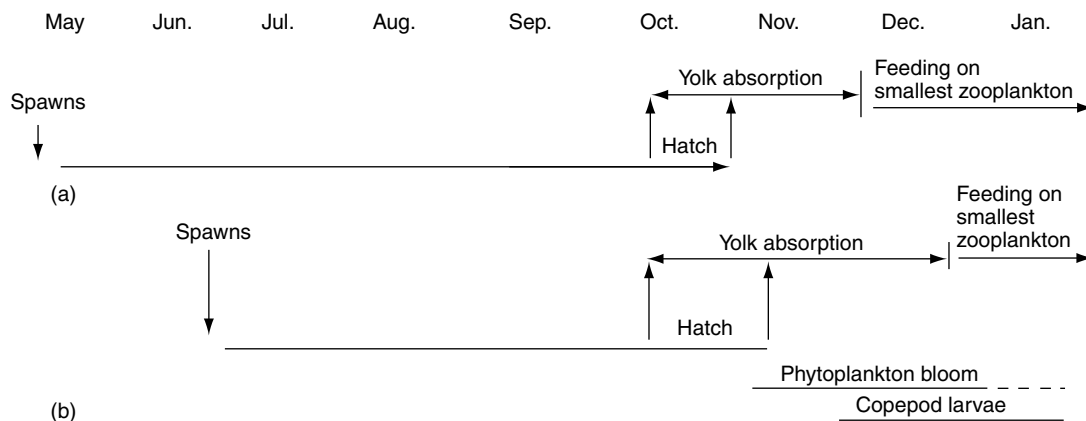 May Jun. Jul. Aug. Sep. Oct. Nov. Dec. Jan.
Yolk absorption
Feeding on
smallest zooplankton
Spawns
Hatch
(a)
Feeding on
smallest
zooplankton
Spawns
Yolk absorption
Hatch
Phytoplankton bloom
(b)
Copepod larvae